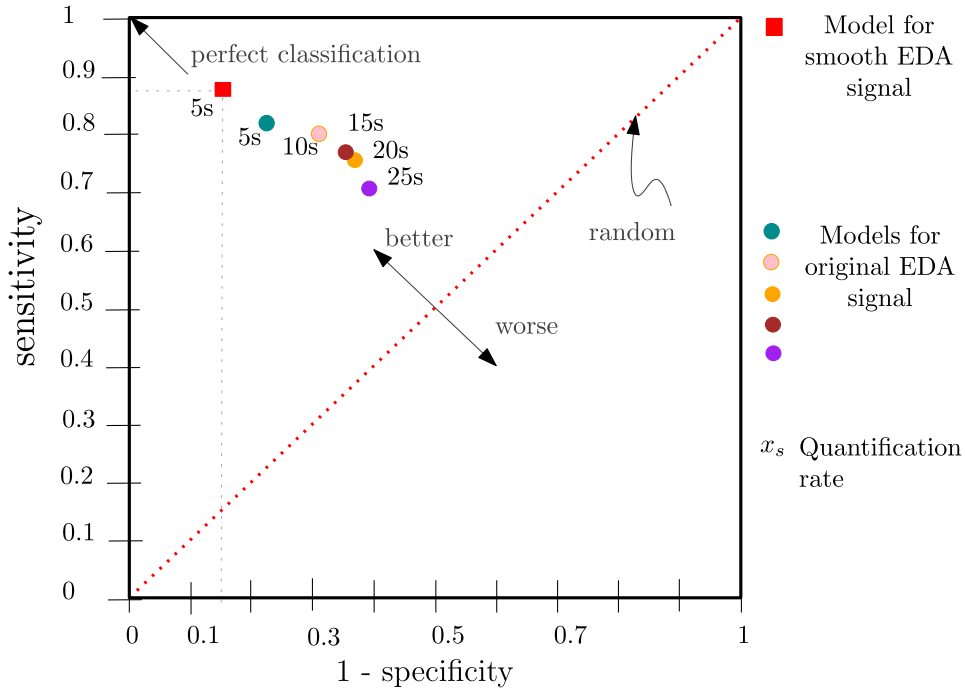 1
0.9
0.8
0.7
0.6
0.5
0.4
0.3
0.2
0.1
0
sensitivity
perfect classification
5s
5s
10s
15s
20s
25s
better
worse
random
0 0.1 0.3 0.5 0.7 1
1 - specificity
Model for
smooth EDA
signal
Models for
original EDA
signal
xₛ Quantification
rate